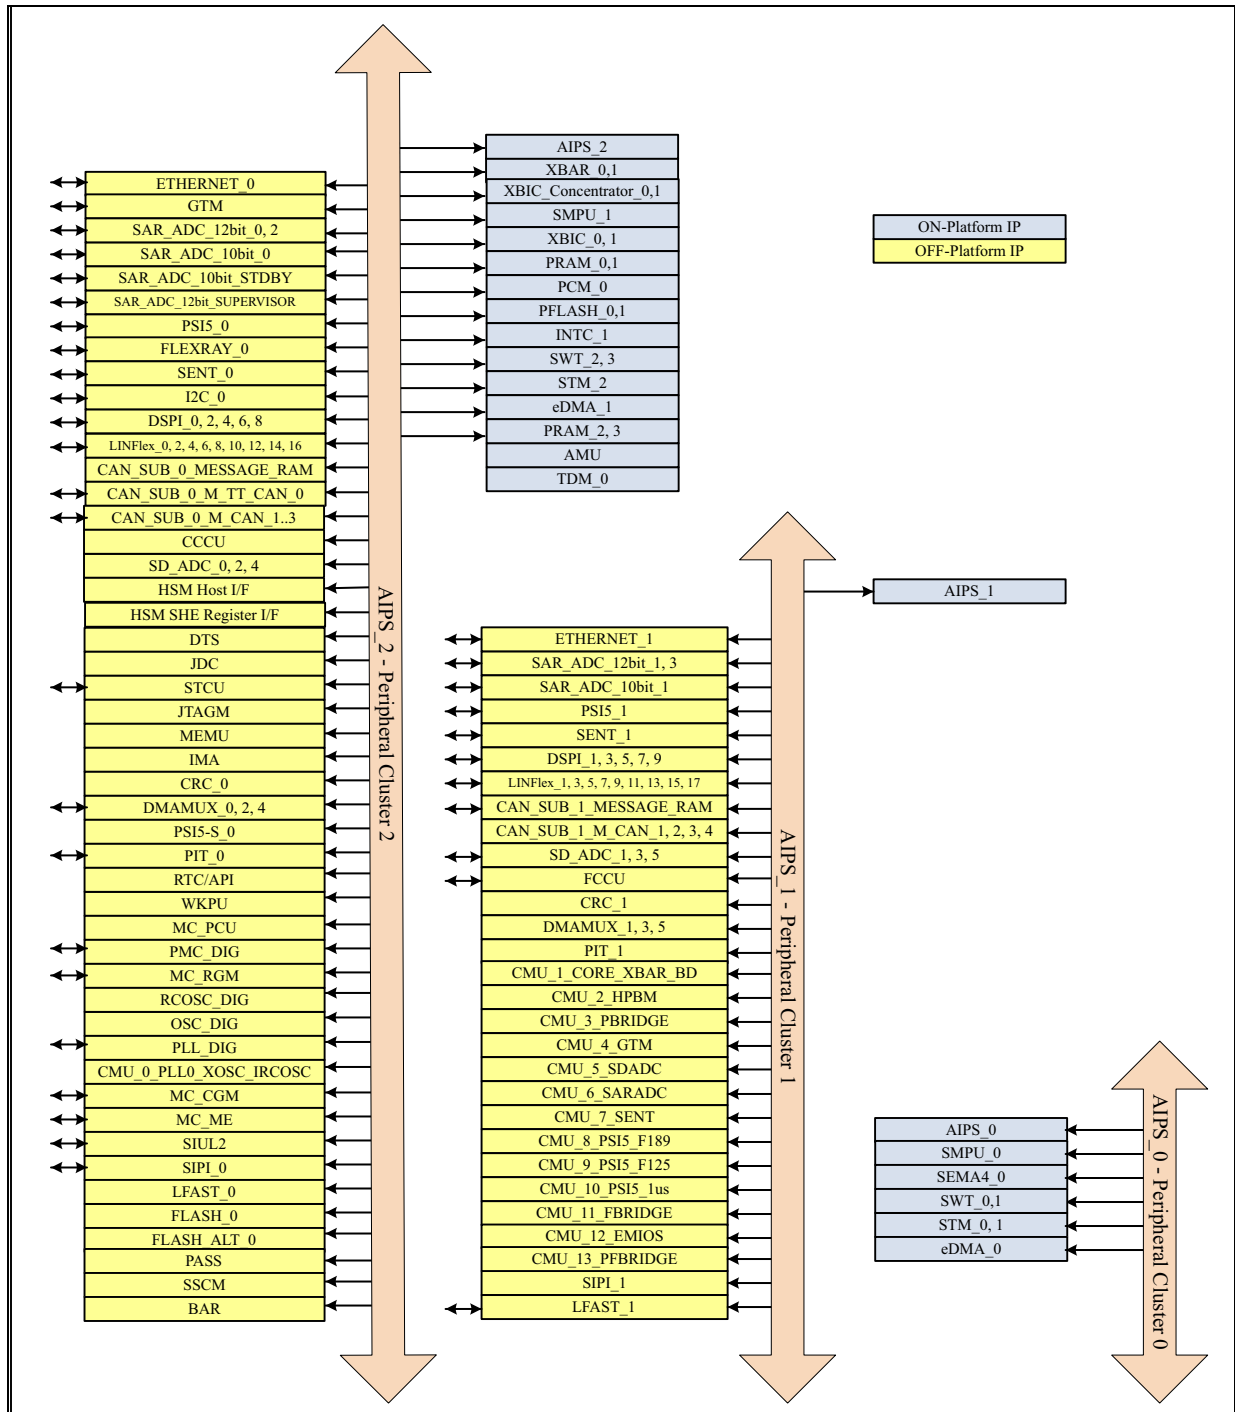 AIPS_2
XBAR_0,1
XBIC_Concentrator_0,1
SMPU_1
XBIC_0, 1
PRAM_0,1
PCM_0
PFLASH_0,1
INTC_1
SWT_2, 3
STM_2
eDMA_1
PRAM_2, 3
AMU
TDM_0
ETHERNET_0
GTM
SAR_ADC_12bit_0, 2
SAR_ADC_10bit_0
SAR_ADC_10bit_STDBY
SAR_ADC_12bit_SUPERVISOR
PSI5_0
FLEXRAY_0
SENT_0
I2C_0
DSPI_0, 2, 4, 6, 8
LINFlex_0, 2, 4, 6, 8, 10, 12, 14, 16
CAN_SUB_0_MESSAGE_RAM
CAN_SUB_0_M_TT_CAN_0
CAN_SUB_0_M_CAN_1..3
CCCU
SD_ADC_0, 2, 4
HSM Host I/F
HSM SHE Register I/F
DTS
JDC
STCU
JTAGM
MEMU
IMA
CRC_0
DMAMUX_0, 2, 4
PSI5-S_0
PIT_0
RTC/API
WKPU
MC_PCU
PMC_DIG
MC_RGM
RCOSC_DIG
OSC_DIG
PLL_DIG
CMU_0_PLL0_XOSC_IRCOSC
MC_CGM
MC_ME
SIUL2
SIPI_0
LFAST_0
FLASH_0
FLASH_ALT_0
PASS
SSCM
BAR
AIPS_2 - Peripheral Cluster 2
ON-Platform IP
OFF-Platform IP
AIPS_1
ETHERNET_1
SAR_ADC_12bit_1, 3
SAR_ADC_10bit_1
PSI5_1
SENT_1
DSPI_1, 3, 5, 7, 9
LINFlex_1, 3, 5, 7, 9, 11, 13, 15, 17
CAN_SUB_1_MESSAGE_RAM
CAN_SUB_1_M_CAN_1, 2, 3, 4
SD_ADC_1, 3, 5
FCCU
CRC_1
DMAMUX_1, 3, 5
PIT_1
CMU_1_CORE_XBAR_BD
CMU_2_HPBM
CMU_3_PBRIDGE
CMU_4_GTM
CMU_5_SDADC
CMU_6_SARADC
CMU_7_SENT
CMU_8_PSI5_F189
CMU_9_PSI5_F125
CMU_10_PSI5_1us
CMU_11_FBRIDGE
CMU_12_EMIOS
CMU_13_PFBRIDGE
SIPI_1
LFAST_1
AIPS_1 - Peripheral Cluster 1
AIPS_0
SMPU_0
SEMA4_0
SWT_0,1
STM_0, 1
eDMA_0
AIPS_0 - Peripheral Cluster 0